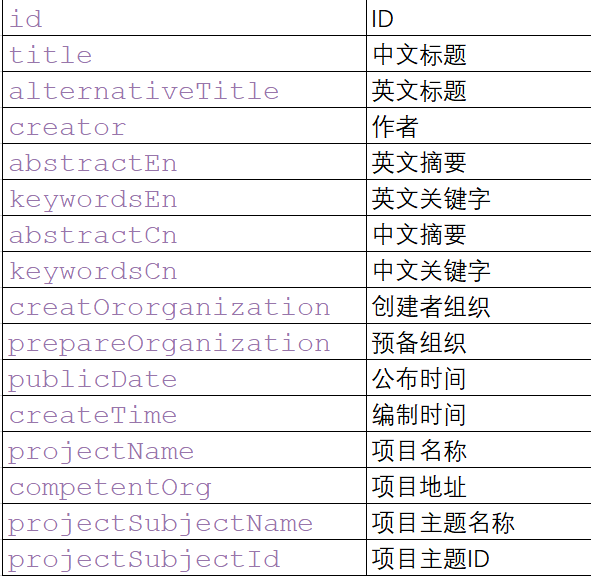 id ID
title 中文标题
alternativeTitle 英文标题
creator 作者
abstractEn 英文摘要
keywordsEn 英文关键字
abstractCn 中文摘要
keywordsCn 中文关键字
creatOrorganization 创建者组织
prepareOrganization 预备组织
publicDate 公布时间
createTime 编制时间
projectName 项目名称
competentOrg 项目地址
projectSubjectName 项目主题名称
projectSubjectId 项目主题ID